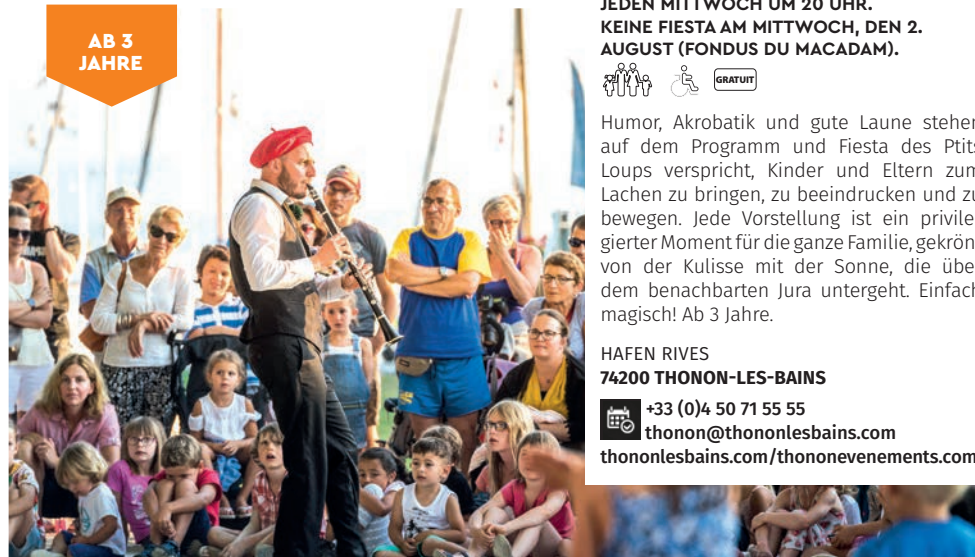 AB 3
JAHRE
JEDEN MITTWOCH UM 20 UHR.
KEINE FIESTA AM MITTWOCH, DEN 2.
AUGUST (FONDUS DU MACADAM).
GRATUIT
Humor, Akrobatik und gute Laune stehen
auf dem Programm und Fiesta des Ptits
Loups verspricht, Kinder und Eltern zum
Lachen zu bringen, zu beeindrucken und zu
bewegen. Jede Vorstellung ist ein privile
gierter Moment für die ganze Familie, gekrön
von der Kulisse mit der Sonne, die übe
dem benachbarten Jura untergeht. Einfach
magisch! Ab 3 Jahre.
HAFEN RIVES
74200 THONON-LES-BAINS
+33 (0)4 50 71 55 55
thonon@thononlesbains.com
thononlesbains.com/thononevenements.com